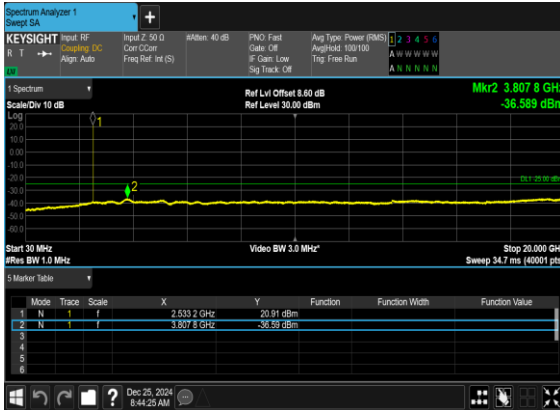 Spectrum Analyzer 1
Swept SA
+
KEYSIGHT Input: RF Input Z: 50 Ω #Atten: 40 dB PNO: Fast Avg Type: Power (RMS) 1 2 3 4 5 6
R T Coupling: DC Corr CCorr Gate: Off Avg|Hold: 100/100 A W W W W W
Align: Auto Freq Ref: Int (S) IF Gain: Low Trig: Free Run
Sig Track: Off A N N N N N
1 Spectrum Ref Lvl Offset 8.60 dB Mkr2 3.807 8 GHz
Scale/Div 10 dB Ref Level 30.00 dBm -36.589 dBm
Log
20.0
10.0
0.00
-10.0
-20.0
-30.0
-40.0
-50.0
-60.0
1
2
DL1 -25.00 dBm
Start 30 MHz Video BW 3.0 MHz* Stop 20.000 GHz
#Res BW 1.0 MHz Sweep 34.7 ms (40001 pts)
5 Marker Table
Mode Trace Scale X Y Function Function Width Function Value
1 N 1 f 2.533 2 GHz 20.91 dBm
2 N 1 f 3.807 8 GHz -36.59 dBm
3
4
5
6
? Dec 25, 2024
8:44:25 AM